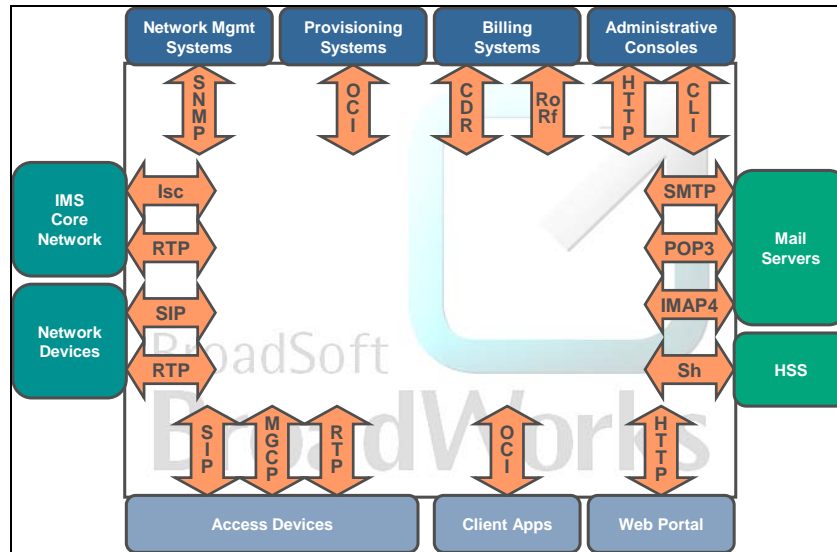 Network Mgmt
Systems
Provisioning
Systems
Billing
Systems
Administrative
Consoles
SNMP
OCI
CDR
Ro
Rf
HTTP
CLI
IMS
Core
Network
Isc
RTP
Network
Devices
SIP
RTP
SMTP
POP3
IMAP4
Mail
Servers
Sh
HSS
BroadSoft
BroadWorks
SIP
MGCP
RTP
OCI
HTTP
Access Devices
Client Apps
Web Portal